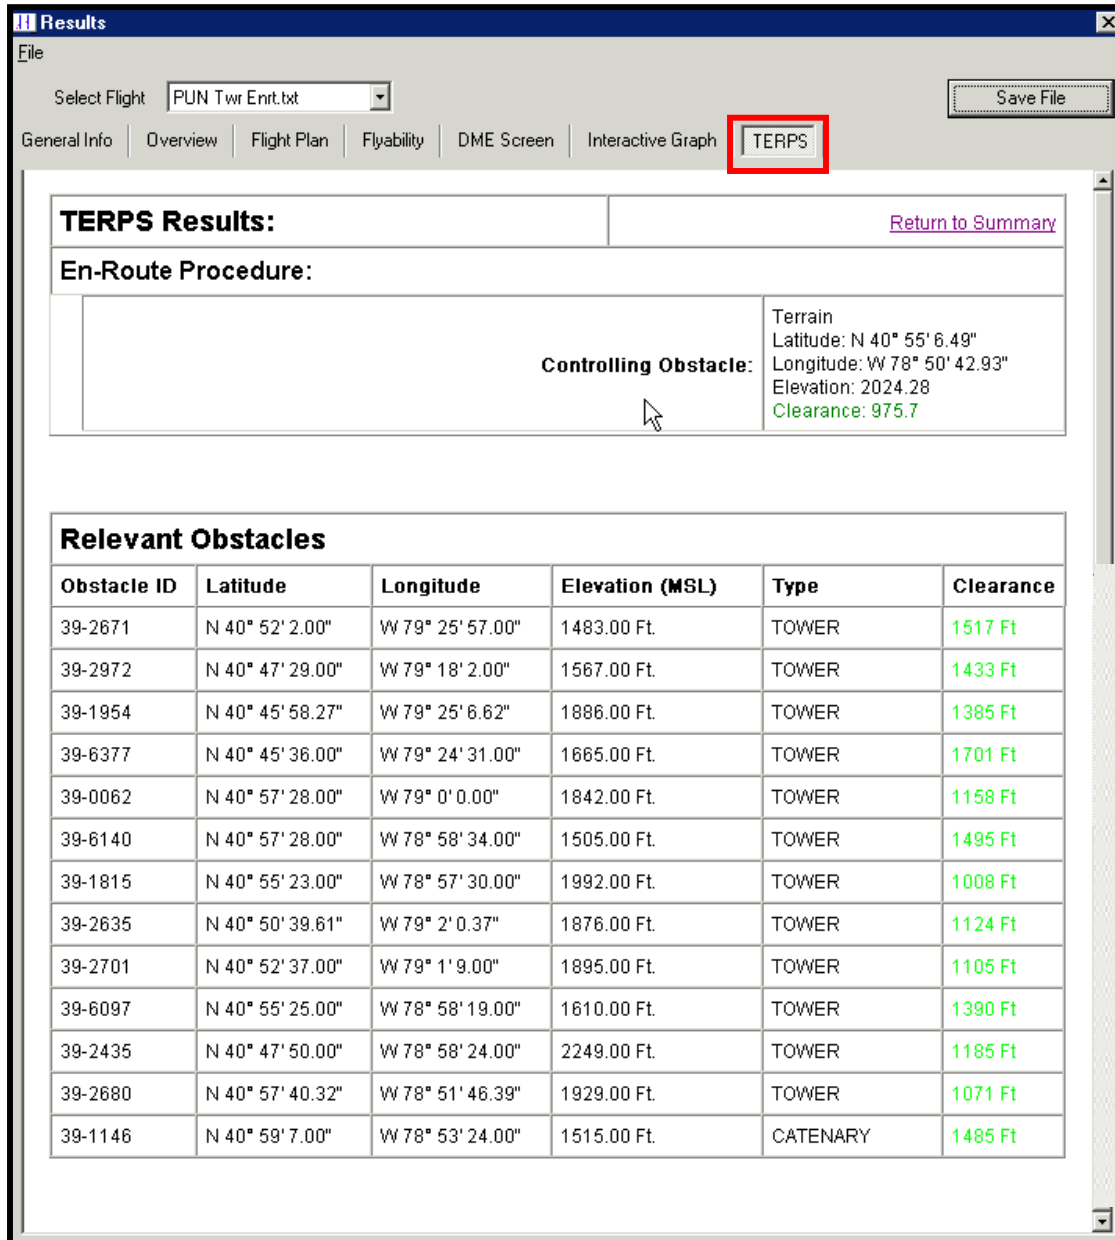 Results
File
Select Flight PUN Twr Enrt.txt Save File
General Info Overview Flight Plan Flyability DME Screen Interactive Graph TERPS
TERPS Results: Return to Summary
En-Route Procedure:
Controlling Obstacle:
Terrain
Latitude: N 40° 55' 6.49"
Longitude: W 78° 50' 42.93"
Elevation: 2024.28
Clearance: 975.7
Relevant Obstacles
Obstacle ID Latitude Longitude Elevation (MSL) Type Clearance
39-2671 N 40° 52' 2.00" W 79° 25' 57.00" 1483.00 Ft. TOWER 1517 Ft
39-2972 N 40° 47' 29.00" W 79° 18' 2.00" 1567.00 Ft. TOWER 1433 Ft
39-1954 N 40° 45' 58.27" W 79° 25' 6.62" 1886.00 Ft. TOWER 1385 Ft
39-6377 N 40° 45' 36.00" W 79° 24' 31.00" 1665.00 Ft. TOWER 1701 Ft
39-0062 N 40° 57' 28.00" W 79° 0' 0.00" 1842.00 Ft. TOWER 1158 Ft
39-6140 N 40° 57' 28.00" W 78° 58' 34.00" 1505.00 Ft. TOWER 1495 Ft
39-1815 N 40° 55' 23.00" W 78° 57' 30.00" 1992.00 Ft. TOWER 1008 Ft
39-2635 N 40° 50' 39.61" W 79° 2' 0.37" 1876.00 Ft. TOWER 1124 Ft
39-2701 N 40° 52' 37.00" W 79° 1' 9.00" 1895.00 Ft. TOWER 1105 Ft
39-6097 N 40° 55' 25.00" W 78° 58' 19.00" 1610.00 Ft. TOWER 1390 Ft
39-2435 N 40° 47' 50.00" W 78° 58' 24.00" 2249.00 Ft. TOWER 1185 Ft
39-2680 N 40° 57' 40.32" W 78° 51' 46.39" 1929.00 Ft. TOWER 1071 Ft
39-1146 N 40° 59' 7.00" W 78° 53' 24.00" 1515.00 Ft. CATENARY 1485 Ft